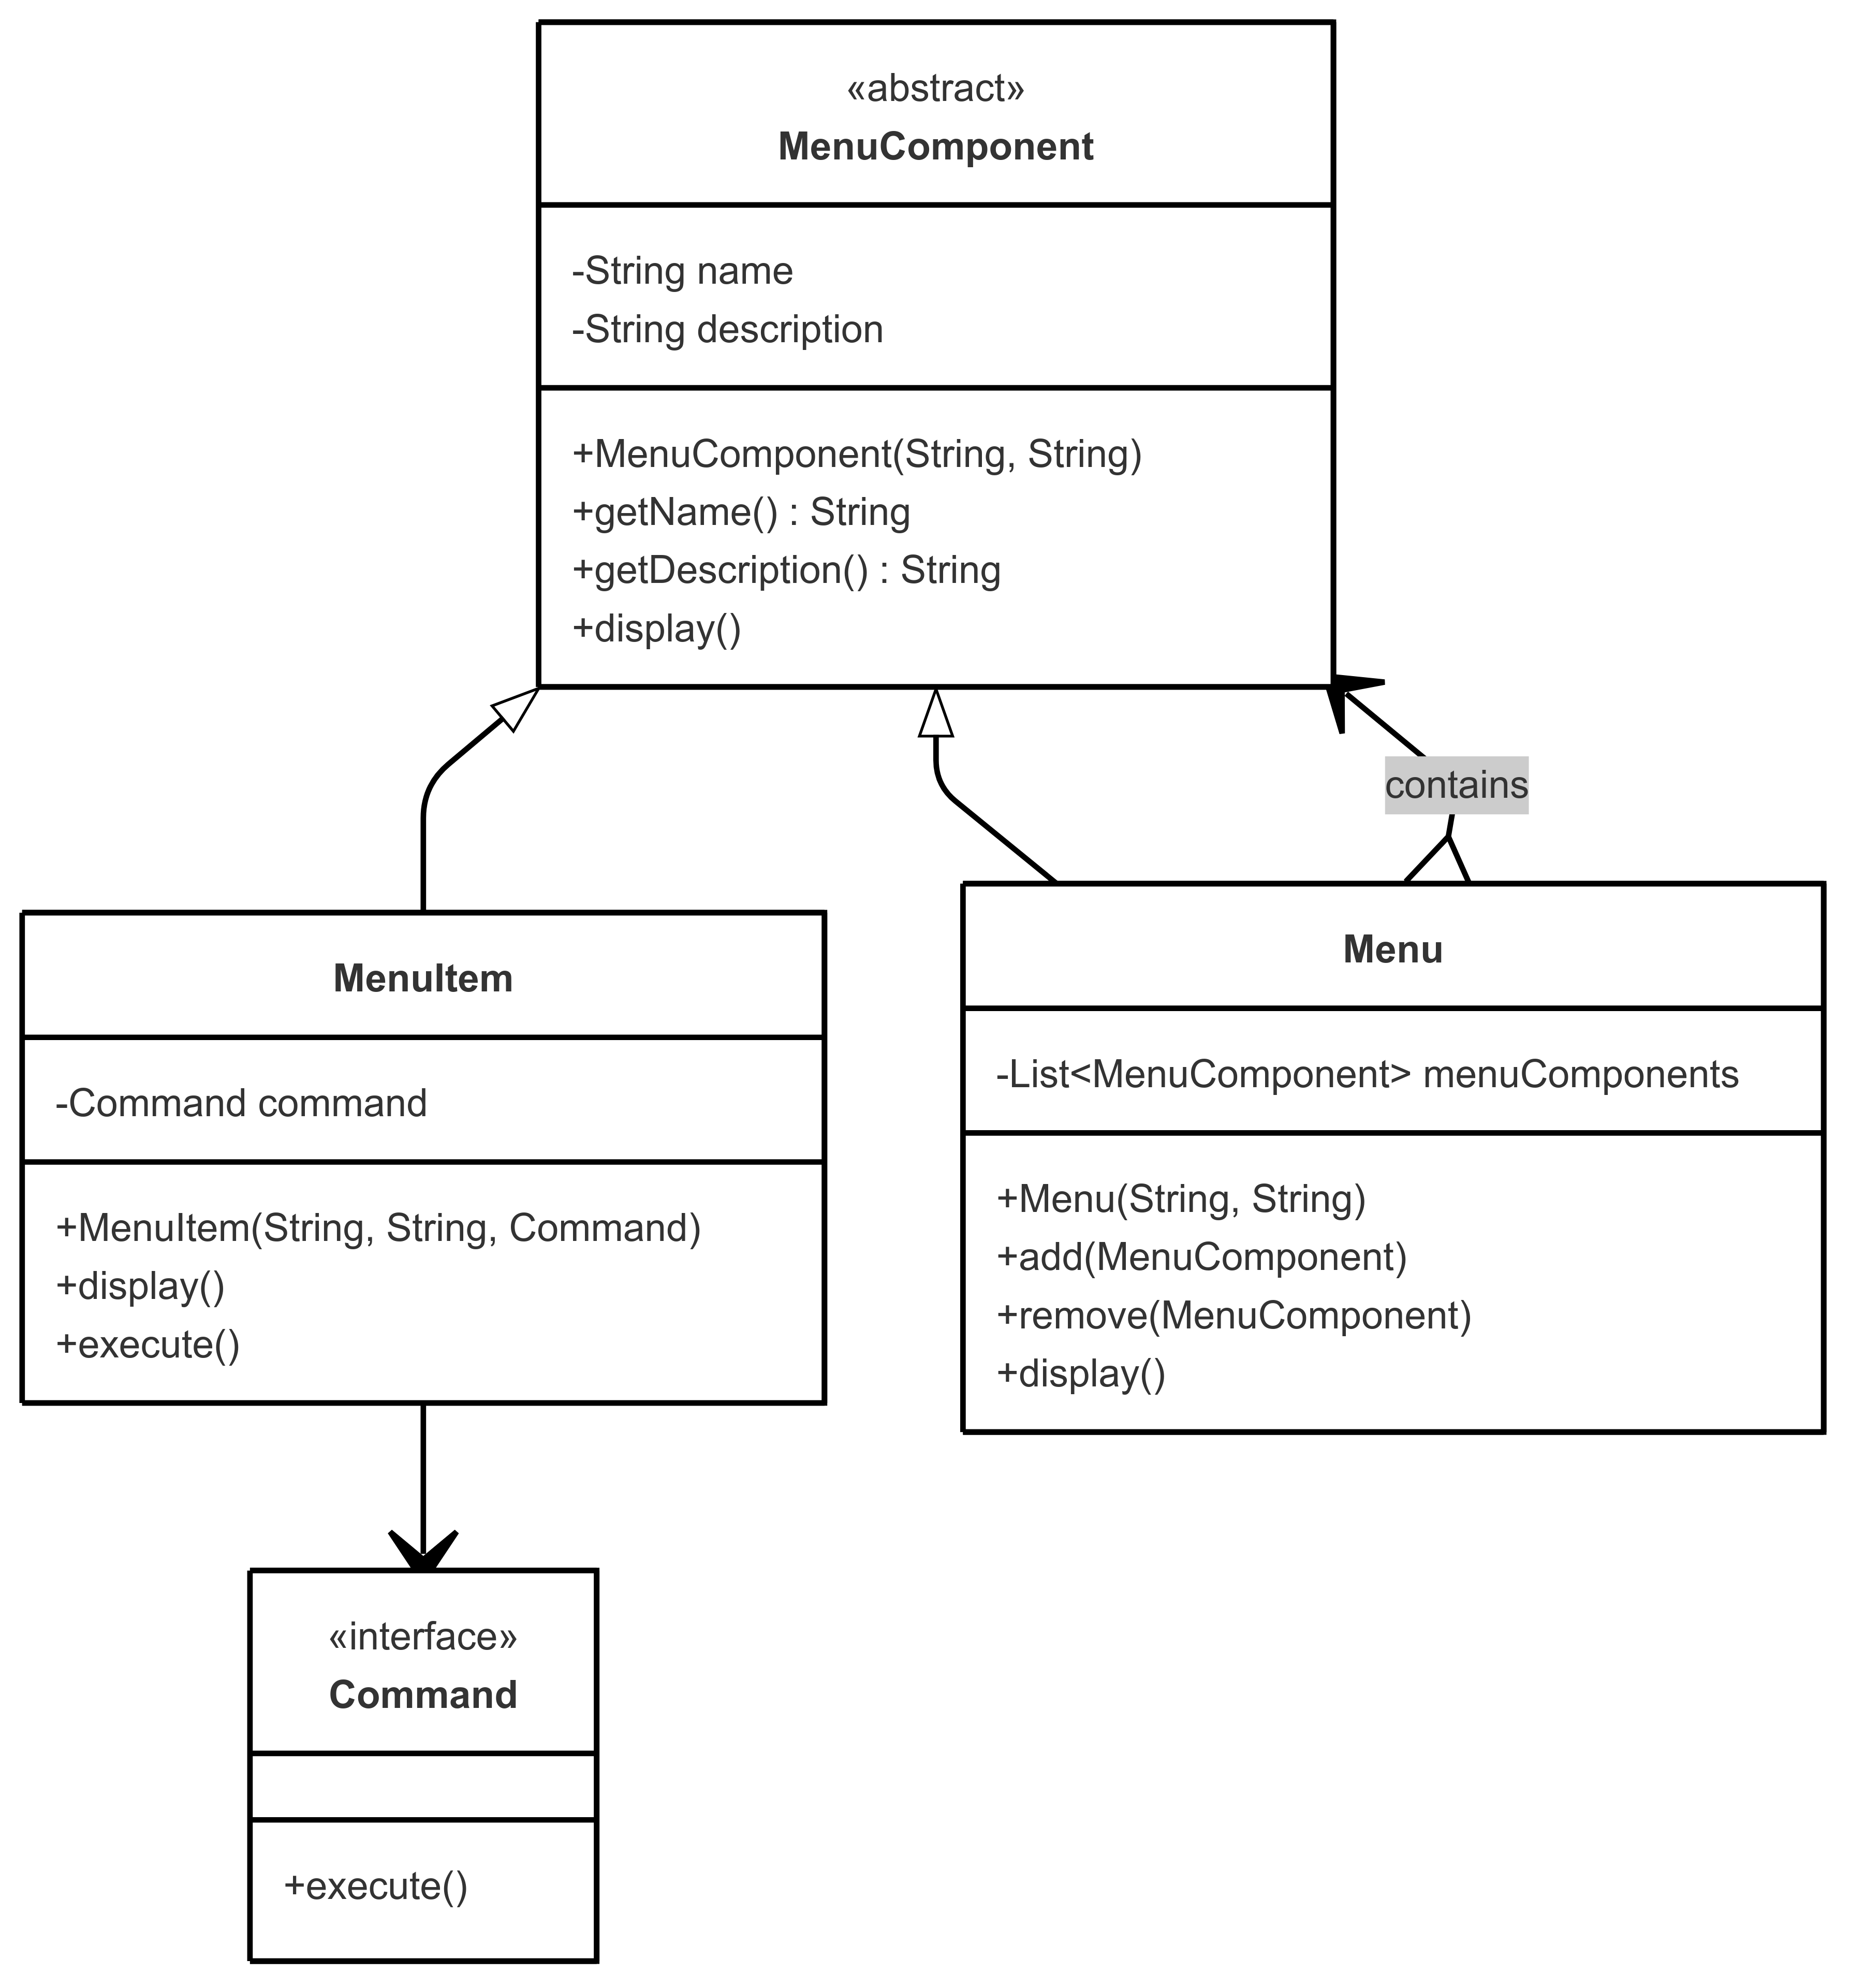 «abstract»
MenuComponent
-String name
-String description
+MenuComponent(String, String)
+getName() : String
+getDescription() : String
+display()
contains
MenuItem
-Command command
+MenuItem(String, String, Command)
+display()
+execute()
Menu
-List<MenuComponent> menuComponents
+Menu(String, String)
+add(MenuComponent)
+remove(MenuComponent)
+display()
«interface»
Command
+execute()